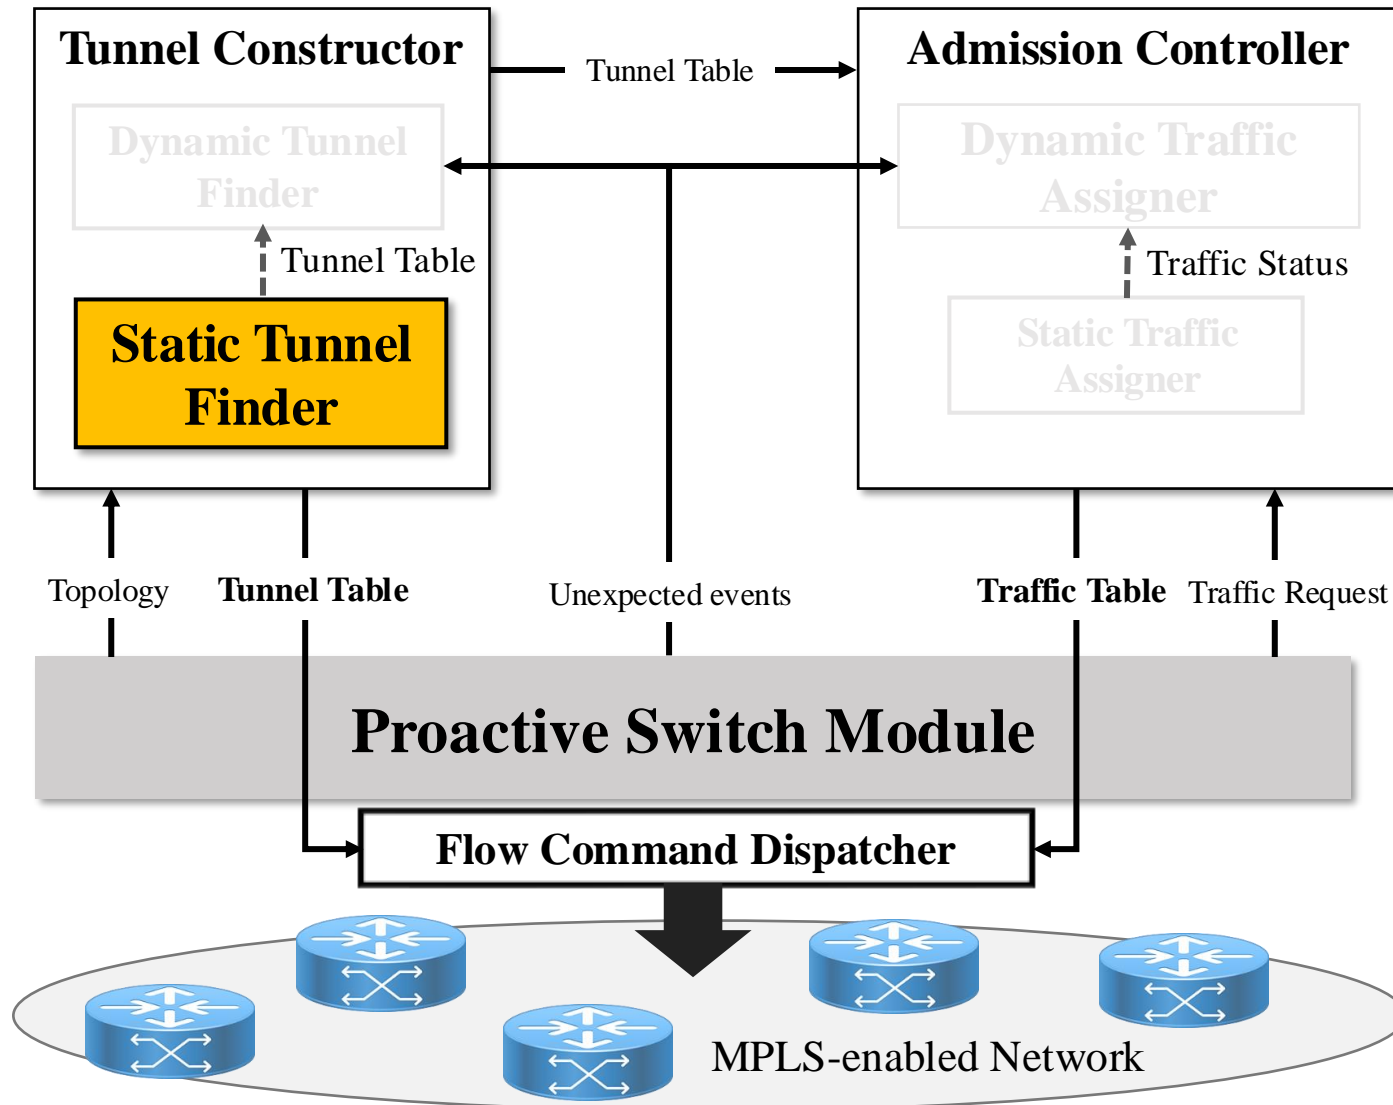 Tunnel Constructor
Tunnel Table
Admission Controller
Dynamic Tunnel
Finder
Dynamic Traffic
Assigner
Tunnel Table
Traffic Status
Static Tunnel
Finder
Static Traffic
Assigner
Topology
Tunnel Table
Unexpected events
Traffic Table
Traffic Request
Proactive Switch Module
Flow Command Dispatcher
MPLS-enabled Network